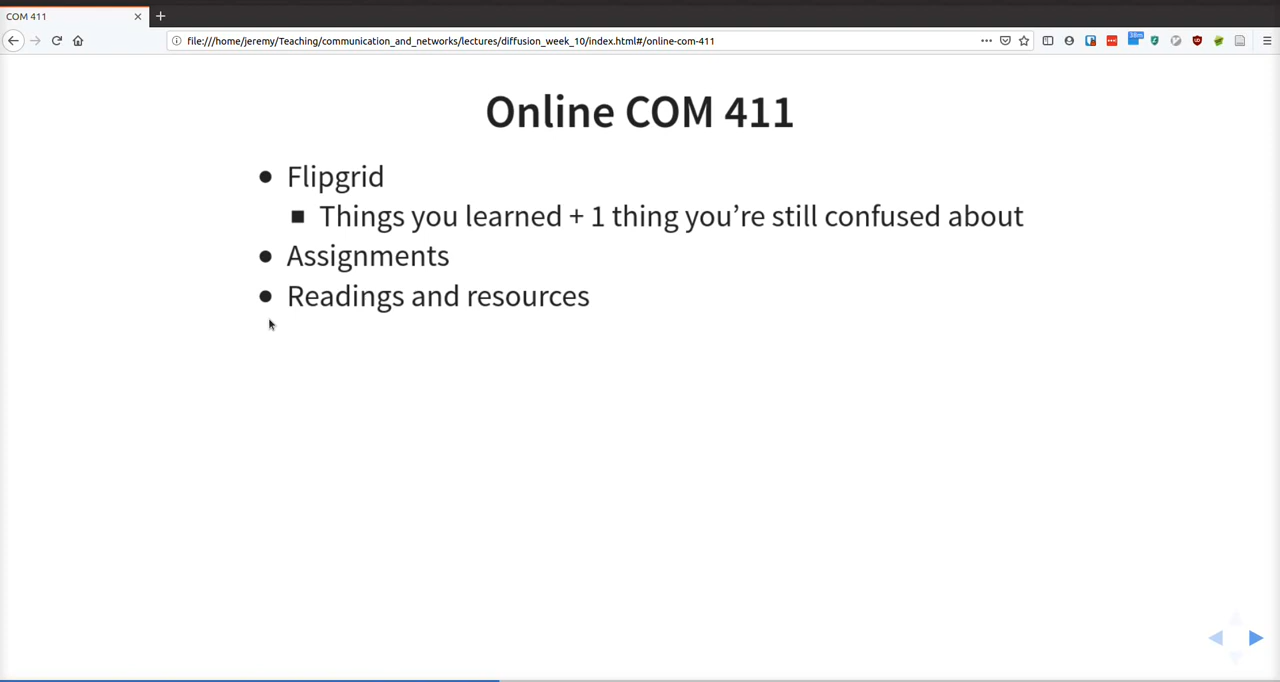 COM 411
file:///home/jeremy/Teaching/communication_and_networks/lectures/diffusion_week_10/index.html#/online-com-411
38m
Online COM 411
Flipgrid
Things you learned + 1 thing you’re still confused about
Assignments
Readings and resources